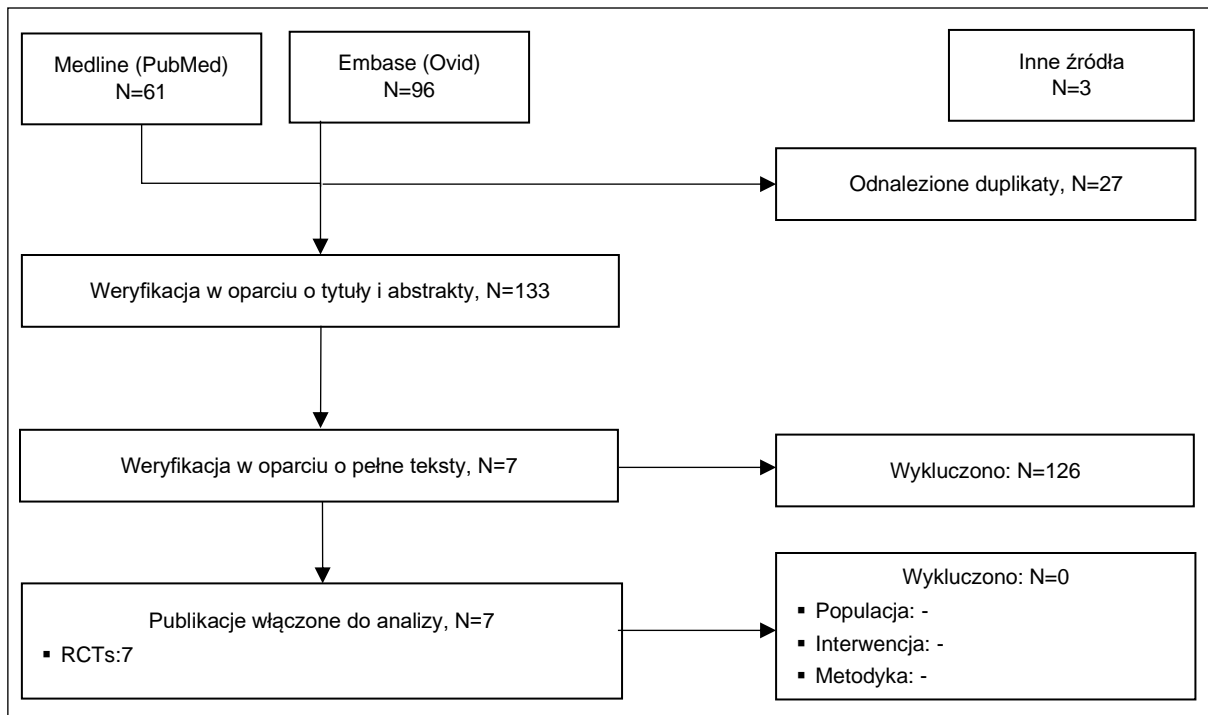 Medline (PubMed)
N=61
Embase (Ovid)
N=96
Inne źródła
N=3
Odnalezione duplikaty, N=27
Weryfikacja w oparciu o tytuły i abstrakty, N=133
Weryfikacja w oparciu o pełne teksty, N=7
Wykluczono: N=126
Publikacje włączone do analizy, N=7
▪ RCTs:7
Wykluczono: N=0
▪ Populacja: -
▪ Interwencja: -
▪ Metodyka: -